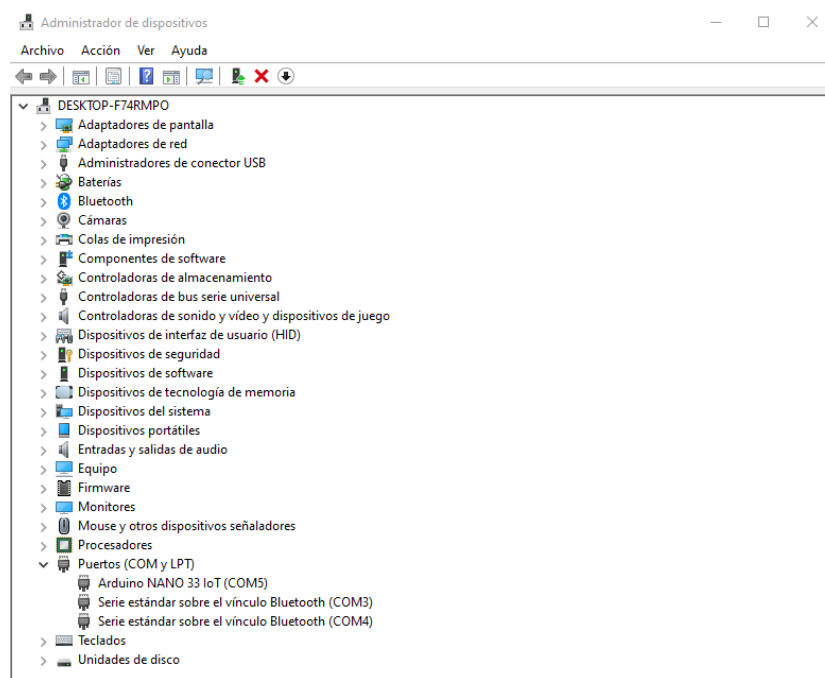 Administrador de dispositivos
Archivo Acción Ver Ayuda
DESKTOP-F74RMPO
Adaptadores de pantalla
Adaptadores de red
Administradores de conector USB
Baterías
Bluetooth
Cámaras
Colas de impresión
Componentes de software
Controladoras de almacenamiento
Controladoras de bus serie universal
Controladoras de sonido y vídeo y dispositivos de juego
Dispositivos de interfaz de usuario (HID)
Dispositivos de seguridad
Dispositivos de software
Dispositivos de tecnología de memoria
Dispositivos del sistema
Dispositivos portátiles
Entradas y salidas de audio
Equipo
Firmware
Monitores
Mouse y otros dispositivos señaladores
Procesadores
Puertos (COM y LPT)
Arduino NANO 33 IoT (COM5)
Serie estándar sobre el vínculo Bluetooth (COM3)
Serie estándar sobre el vínculo Bluetooth (COM4)
Teclados
Unidades de disco